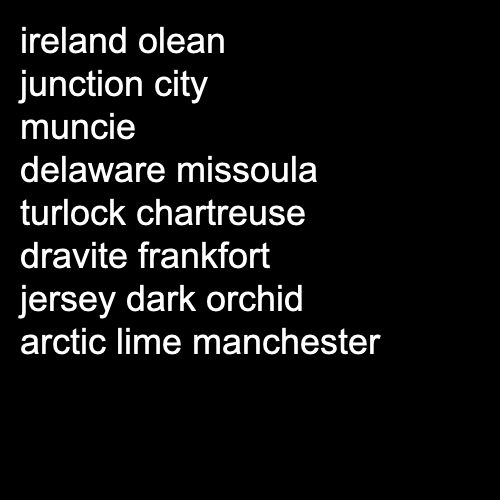 ireland olean
junction city
muncie
delaware missoula
turlock chartreuse
dravite frankfort
jersey dark orchid
arctic lime manchester